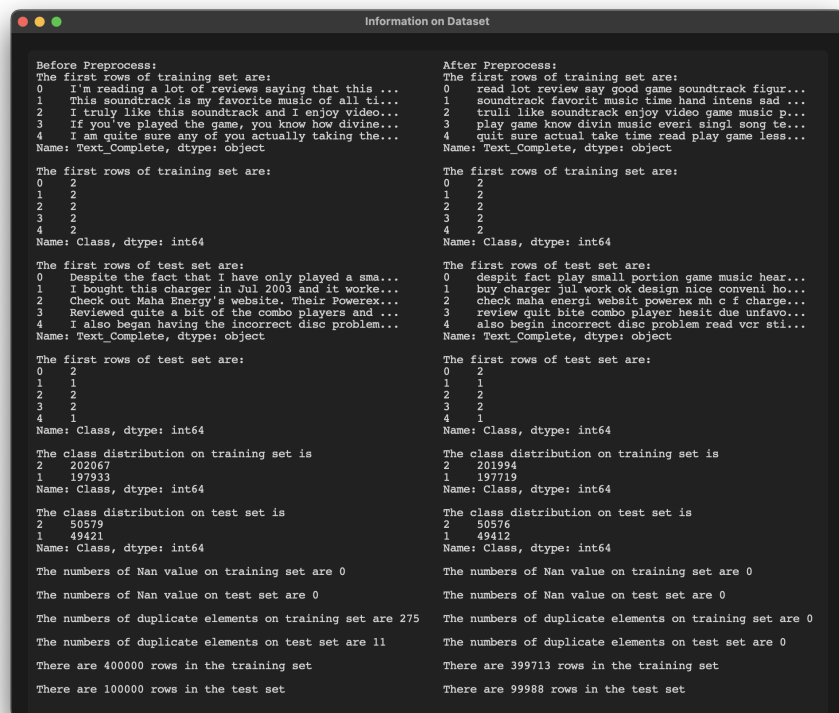 Information on Dataset
Before Preprocess:
The first rows of training set are:
0 I'm reading a lot of reviews saying that this ...
1 This soundtrack is my favorite music of all ti...
2 I truly like this soundtrack and I enjoy video...
3 If you've played the game, you know how divine...
4 I am quite sure any of you actually taking the...
Name: Text_Complete, dtype: object
The first rows of training set are:
0 2
1 2
2 2
3 2
4 2
Name: Class, dtype: int64
The first rows of test set are:
0 Despite the fact that I have only played a sma...
1 I bought this charger in Jul 2003 and it worke...
2 Check out Maha Energy's website. Their Powerex...
3 Reviewed quite a bit of the combo players and ...
4 I also began having the incorrect disc problem...
Name: Text_Complete, dtype: object
The first rows of test set are:
0 2
1 1
2 2
3 2
4 1
Name: Class, dtype: int64
The class distribution on training set is
2 202067
1 197933
Name: Class, dtype: int64
The class distribution on test set is
2 50579
1 49421
Name: Class, dtype: int64
The numbers of Nan value on training set are 0
The numbers of Nan value on test set are 0
The numbers of duplicate elements on training set are 275
The numbers of duplicate elements on test set are 11
There are 400000 rows in the training set
There are 100000 rows in the test set
After Preprocess:
The first rows of training set are:
0 read lot review say good game soundtrack figur...
1 soundtrack favorit music time hand intens sad ...
2 truli like soundtrack enjoy video game music p...
3 play game know divin music everi singl song te...
4 quit sure actual take time read play game less...
Name: Text_Complete, dtype: object
The first rows of training set are:
0 2
1 2
2 2
3 2
4 2
Name: Class, dtype: int64
The first rows of test set are:
0 despit fact play small portion game music hear...
1 buy charger jul work ok design nice conveni ho...
2 check maha energi websit powerex mh c f charge...
3 review quit bite combo player hesit due unfavo...
4 also begin incorrect disc problem read vcr sti...
Name: Text_Complete, dtype: object
The first rows of test set are:
0 2
1 1
2 2
3 2
4 1
Name: Class, dtype: int64
The class distribution on training set is
2 201994
1 197719
Name: Class, dtype: int64
The class distribution on test set is
2 50576
1 49412
Name: Class, dtype: int64
The numbers of Nan value on training set are 0
The numbers of Nan value on test set are 0
The numbers of duplicate elements on training set are 0
The numbers of duplicate elements on test set are 0
There are 399713 rows in the training set
There are 99988 rows in the test set